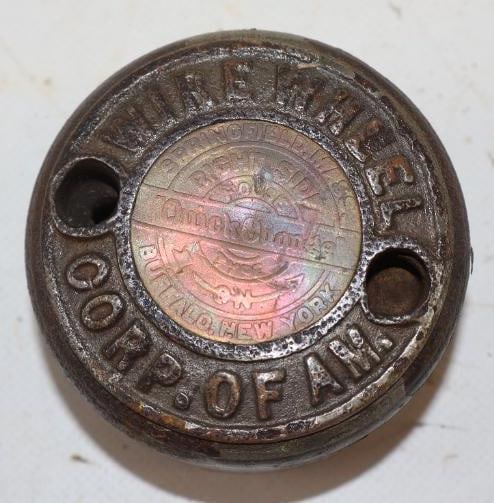 WIRE WHEEL
CORP. OF AM.
SPRINGFIELD, MASS.
RIGHT SIDE
"Quick Change"
BUFFALO, NEW YORK